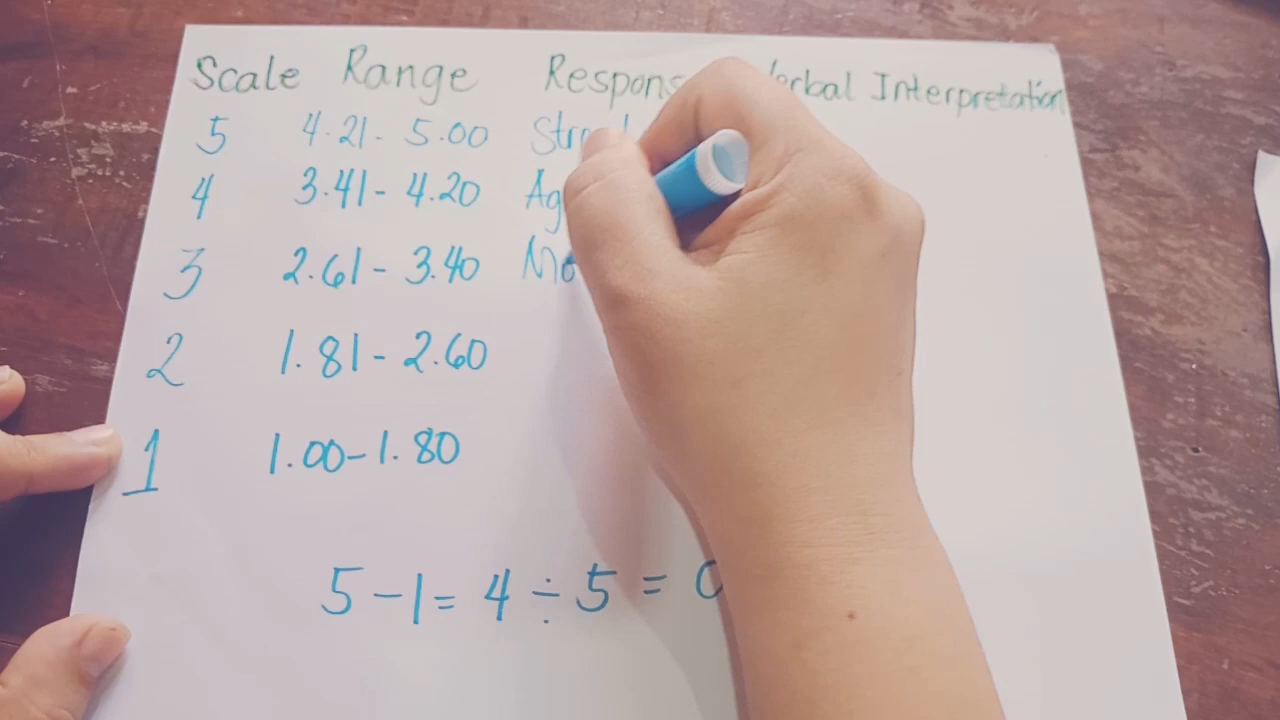 Scale Range Interpretation
5 4.21 - 5.00
4 3.41 - 4.20
3 2.61 - 3.40
2 1.81 - 2.60
1 1.00 - 1.80
5 - 1 = 4 ÷ 5 =